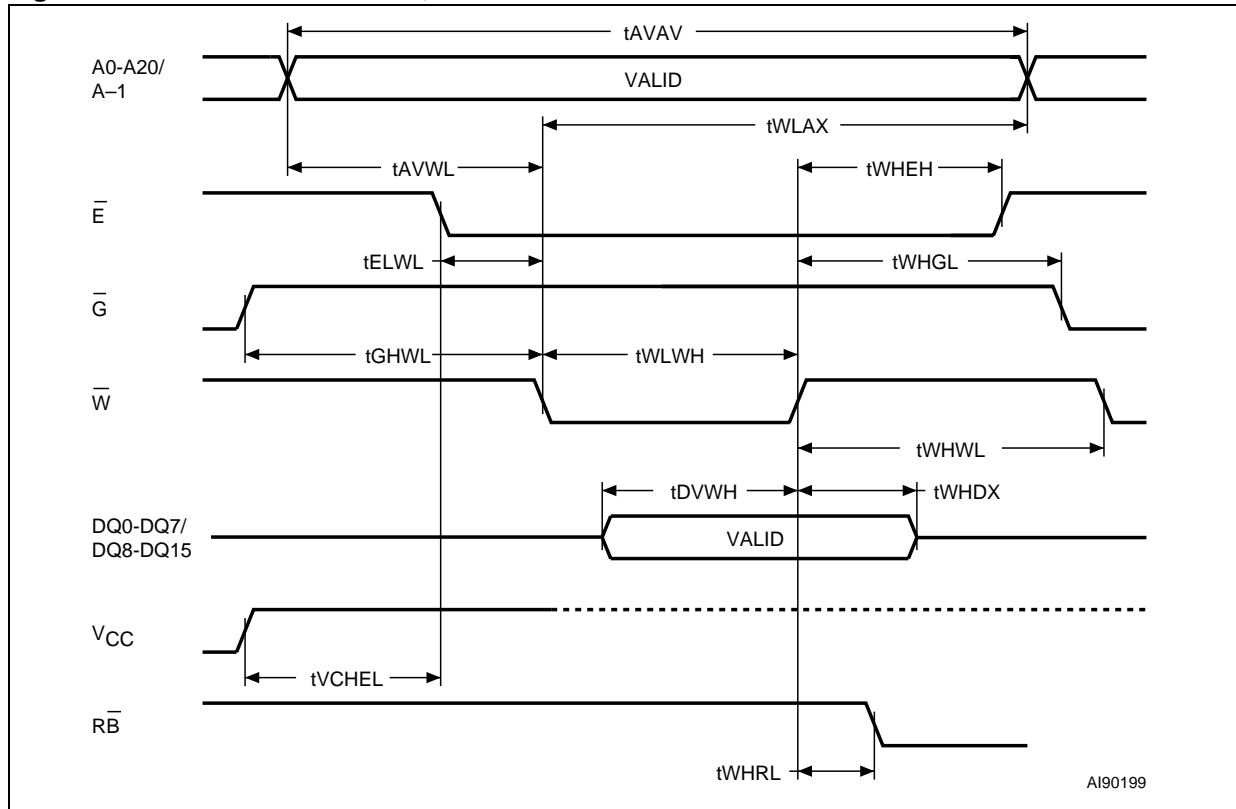 tAVAV
A0-A20/
A–1
VALID
tWLAX
tAVWL
tWHEH
E̅
tELWL
tWHGL
G̅
tGHWL
tWLWH
W̅
tWHWL
tDVWH
tWHDX
DQ0-DQ7/
DQ8-DQ15
VALID
VCC
tVCHEL
RB̅
tWHRL
AI90199